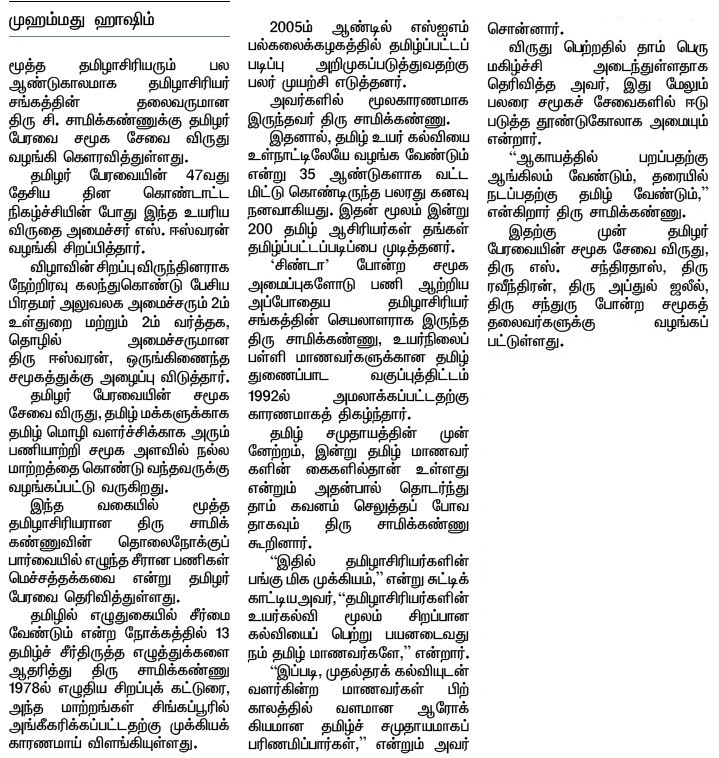 முஹம்மது ஹாஷிம்
மூத்த தமிழாசிரியரும் பல
ஆண்டுகாலமாக தமிழாசிரியர்
சங்கத்தின் தலைவருமான
திரு சி. சாமிக்கண்ணுக்கு தமிழர்
பேரவை சமூக சேவை விருது
வழங்கி கௌரவித்துள்ளது.
தமிழர் பேரவையின் 47வது
தேசிய தின கொண்டாட்ட
நிகழ்ச்சியின் போது இந்த உயரிய
விருதை அமைச்சர் எஸ். ஈஸ்வரன்
வழங்கி சிறப்பித்தார்.
விழாவின் சிறப்பு விருந்தினராக
நேற்றிரவு கலந்துகொண்டு பேசிய
பிரதமர் அலுவலக அமைச்சரும் 2ம்
உள்துறை மற்றும் 2ம் வர்த்தக,
தொழில் அமைச்சருமான
திரு ஈஸ்வரன், ஒருங்கிணைந்த
சமூகத்துக்கு அழைப்பு விடுத்தார்.
தமிழர் பேரவையின் சமூக
சேவை விருது, தமிழ் மக்களுக்காக
தமிழ் மொழி வளர்ச்சிக்காக அரும்
பணியாற்றி சமூக அளவில் நல்ல
மாற்றத்தை கொண்டு வந்தவருக்கு
வழங்கப்பட்டு வருகிறது.
இந்த வகையில் மூத்த
தமிழாசிரியரான திரு சாமிக்
கண்ணுவின் தொலைநோக்குப்
பார்வையில் எழுந்த சீரான பணிகள்
மெச்சத்தக்கவை என்று தமிழர்
பேரவை தெரிவித்துள்ளது.
தமிழில் எழுதுகையில் சீர்மை
வேண்டும் என்ற நோக்கத்தில் 13
தமிழ்ச் சீர்திருத்த எழுத்துக்களை
ஆதரித்து திரு சாமிக்கண்ணு
1978ல் எழுதிய சிறப்புக் கட்டுரை,
அந்த மாற்றங்கள் சிங்கப்பூரில்
அங்கீகரிக்கப்பட்டதற்கு முக்கியக்
காரணமாய் விளங்கியுள்ளது.
2005ம் ஆண்டில் எஸ்ஐஎம்
பல்கலைக்கழகத்தில் தமிழ்ப்பட்டப்
படிப்பு அறிமுகப்படுத்துவதற்கு
பலர் முயற்சி எடுத்தனர்.
அவர்களில் மூலகாரணமாக
இருந்தவர் திரு சாமிக்கண்ணு.
இதனால், தமிழ் உயர் கல்வியை
உள்நாட்டிலேயே வழங்க வேண்டும்
என்று 35 ஆண்டுகளாக வட்ட
மிட்டு கொண்டிருந்த பலரது கனவு
நனவாகியது. இதன் மூலம் இன்று
200 தமிழ் ஆசிரியர்கள் தங்கள்
தமிழ்ப்பட்டப்படிப்பை முடித்தனர்.
‘சிண்டா’ போன்ற சமூக
அமைப்புகளோடு பணி ஆற்றிய
அப்போதைய தமிழாசிரியர்
சங்கத்தின் செயலாளராக இருந்த
திரு சாமிக்கண்ணு, உயர்நிலைப்
பள்ளி மாணவர்களுக்கான தமிழ்
துணைப்பாட வகுப்புத்திட்டம்
1992ல் அமலாக்கப்பட்டதற்கு
காரணமாகத் திகழ்ந்தார்.
தமிழ் சமுதாயத்தின் முன்
னேற்றம், இன்று தமிழ் மாணவர்
களின் கைகளில்தான் உள்ளது
என்றும் அதன்பால் தொடர்ந்து
தாம் கவனம் செலுத்தப் போவ
தாகவும் திரு சாமிக்கண்ணு
கூறினார்.
“இதில் தமிழாசிரியர்களின்
பங்கு மிக முக்கியம்,” என்று சுட்டிக்
காட்டிய அவர், “தமிழாசிரியர்களின்
உயர்கல்வி மூலம் சிறப்பான
கல்வியைப் பெற்று பயனடைவது
நம் தமிழ் மாணவர்களே,” என்றார்.
“இப்படி, முதல்தரக் கல்வியுடன்
வளர்கின்ற மாணவர்கள் பிற்
காலத்தில் வளமான ஆரோக்
கியமான தமிழ்ச் சமுதாயமாகப்
பரிணமிப்பார்கள்,” என்றும் அவர்
சொன்னார்.
விருது பெற்றதில் தாம் பெரு
மகிழ்ச்சி அடைந்துள்ளதாக
தெரிவித்த அவர், இது மேலும்
பலரை சமூகச் சேவைகளில் ஈடு
படுத்த தூண்டுகோலாக அமையும்
என்றார்.
“ஆகாயத்தில் பறப்பதற்கு
ஆங்கிலம் வேண்டும், தரையில்
நடப்பதற்கு தமிழ் வேண்டும்,”
என்கிறார் திரு சாமிக்கண்ணு.
இதற்கு முன் தமிழர்
பேரவையின் சமூக சேவை விருது,
திரு எஸ். சந்திரதாஸ், திரு
ரவீந்திரன், திரு அப்துல் ஜலீல்,
திரு சந்துரு போன்ற சமூகத்
தலைவர்களுக்கு வழங்கப்
பட்டுள்ளது.